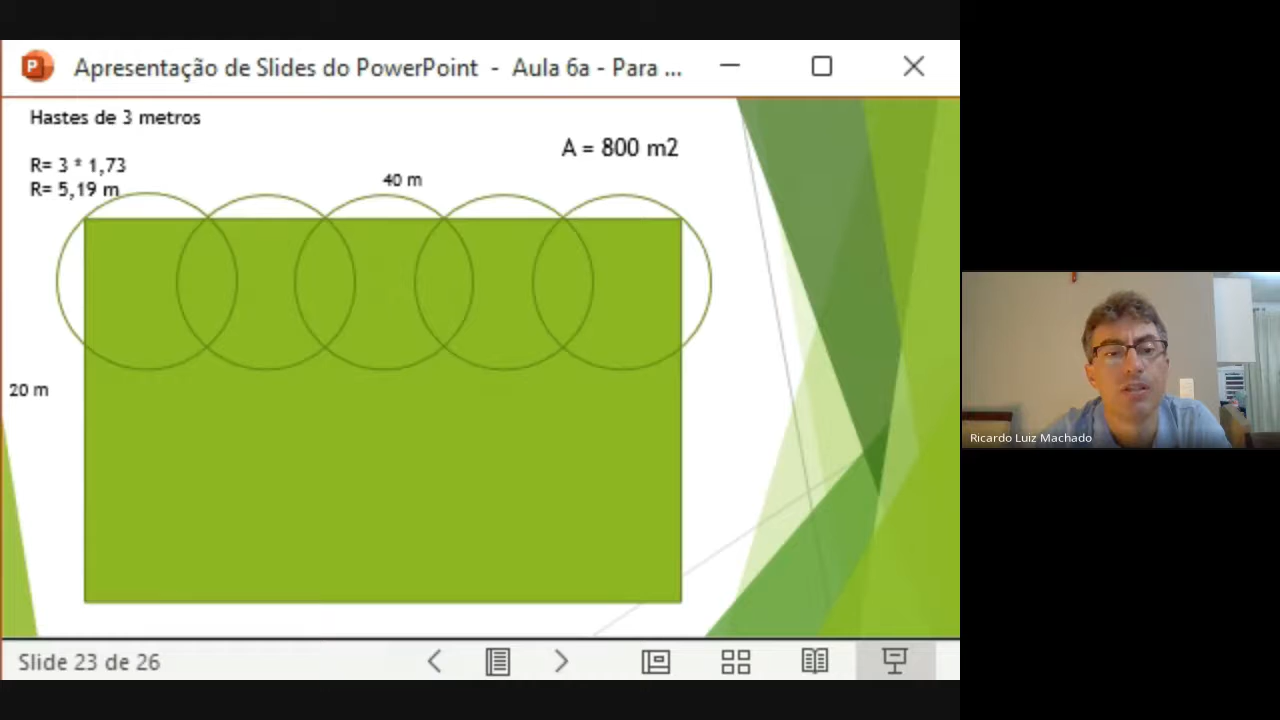 Apresentação de Slides do PowerPoint - Aula 6a - Para ...
Hastes de 3 metros
A = 800 m2
R= 3 * 1,73
R= 5,19 m
40 m
20 m
Ricardo Luiz Machado
Slide 23 de 26